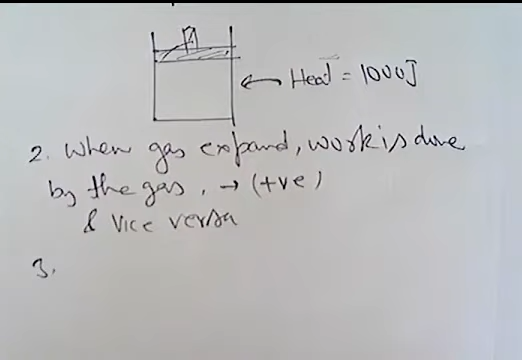 Heat = 1000J
2. When gas expand, work is done
by the gas, → (+ve)
& vice versa
3.